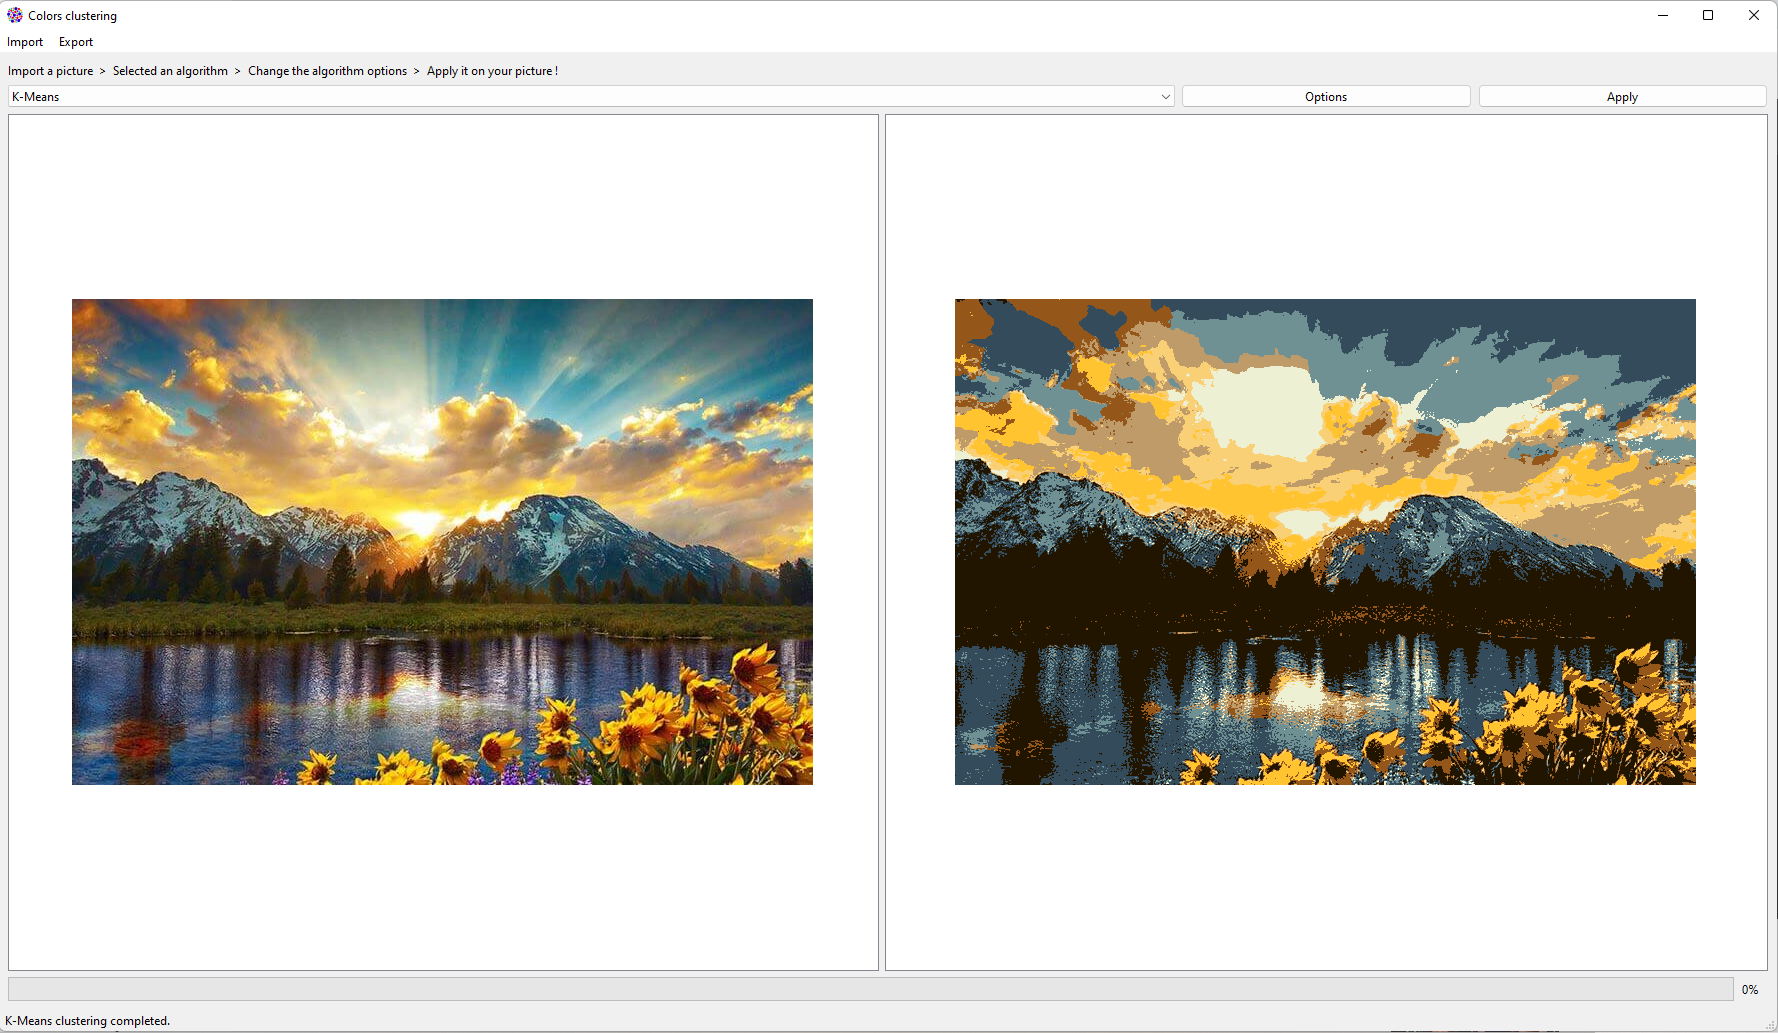 Colors clustering
Import Export
Import a picture > Selected an algorithm > Change the algorithm options > Apply it on your picture !
K-Means Options Apply
0%
K-Means clustering completed.